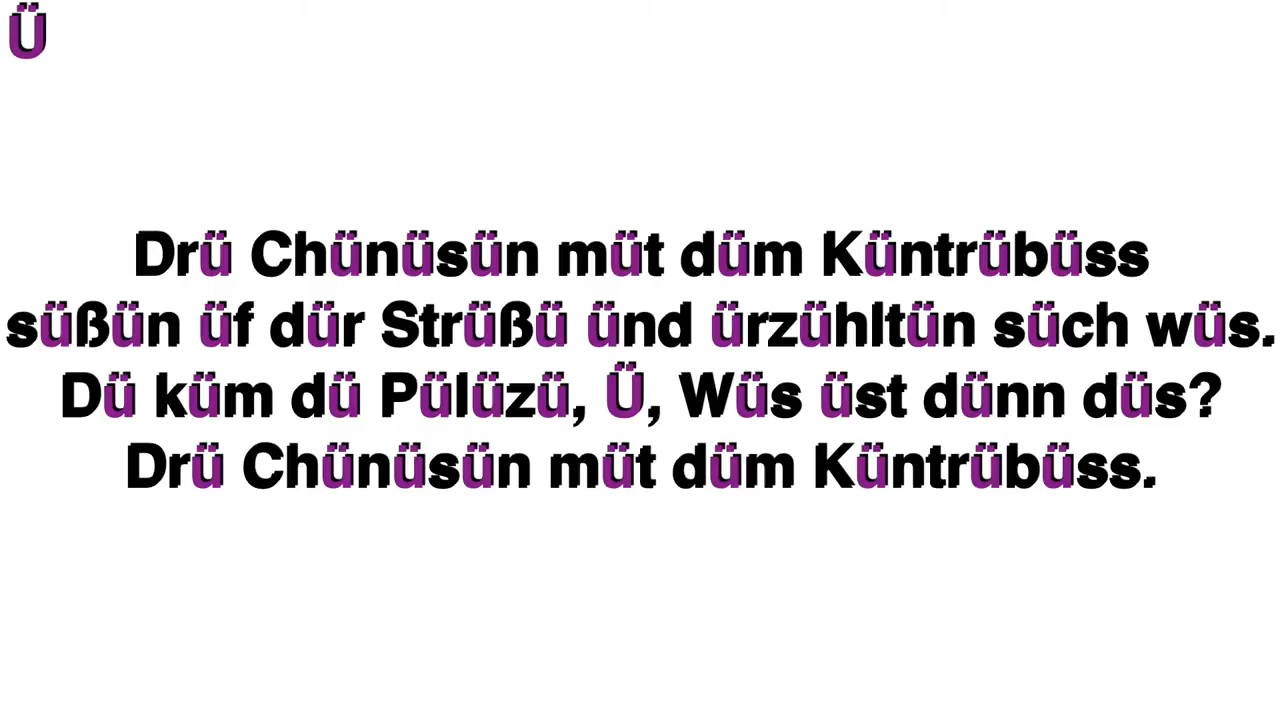 Ü
Drü Chünüsün müt düm Küntrübüss
süßün üf dür Strüßü ünd ürzühltün süch wüs.
Dü küm dü Pülüzü, Ü, Wüs üst dünn düs?
Drü Chünüsün müt düm Küntrübüss.